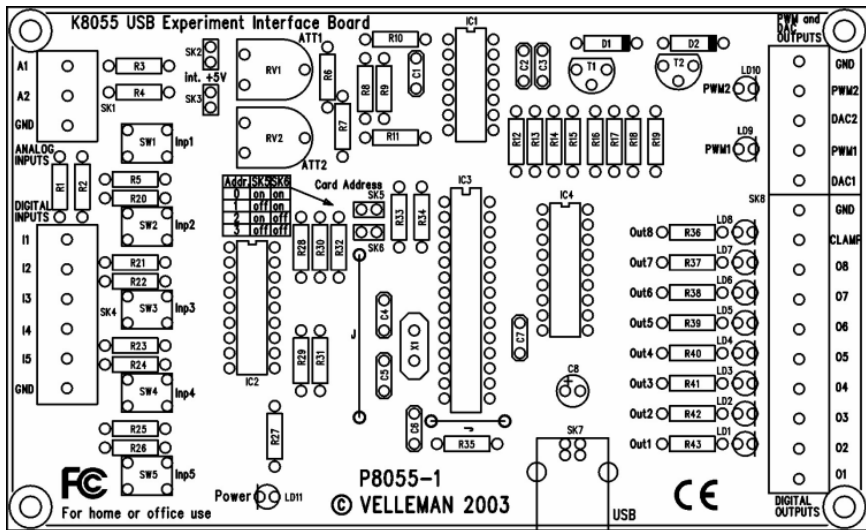 K8055 USB Experiment Interface Board
ATT1
IC1
PWM and
DAC
OUTPUTS
R10
SK2
int. +5V
SK3
A1
A2
GND
SK1
R3
R4
RV1
R6
R8
R9
C1
C2
C3
D1
D2
T1
T2
LD10
PWM2
GND
PWM2
DAC2
PWM1
DAC1
ANALOG
INPUTS
SW1
Inp1
RV2
ATT2
R7
R11
R12
R13
R14
R15
R16
R17
R18
R19
PWM1
LD9
R1
R2
R5
R20
DIGITAL
INPUTS
SW2
Inp2
Addr. SK5 SK6
0 on on
1 off on
2 on off
3 off off
Card Address
SK5
SK6
R33
R34
IC3
IC4
SK8
GND
CLAMP
O8
O7
O6
O5
O4
O3
O2
O1
I1
I2
I3
I4
I5
GND
SK4
R21
R22
SW3
Inp3
R23
R24
SW4
Inp4
R25
R26
SW5
Inp5
IC2
R28
R30
R32
R29
R31
J
C4
C5
X1
C6
C7
C8
J
R35
R27
Out8 R36 LD8
Out7 R37 LD7
Out6 R38 LD6
Out5 R39 LD5
Out4 R40 LD4
Out3 R41 LD3
Out2 R42 LD2
Out1 R43 LD1
SK7
USB
FC
For home or office use
Power
LD11
P8055-1
© VELLEMAN 2003
CE
DIGITAL
OUTPUTS